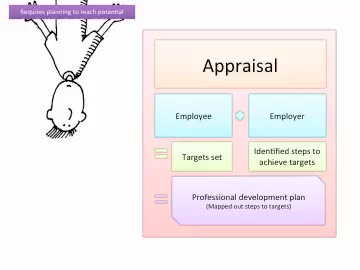 Requires planning to reach potential
Appraisal
Employee
Employer
Targets set
Identified steps to
achieve targets
Professional development plan
(Mapped out steps to targets)